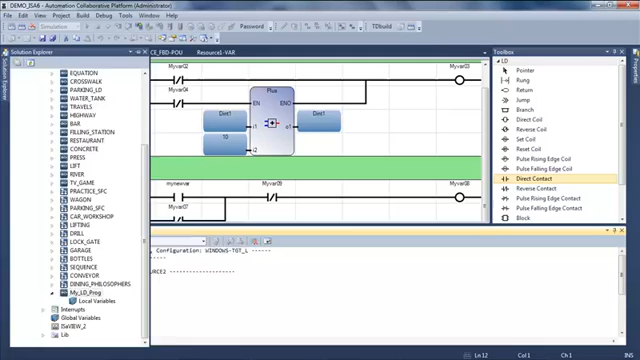 DEMO_ISA6 - Automation Collaborative Platform (Administrator)
File Edit View Project Build Debug Tools Window Help
Password
TDbuild
Solution Explorer
EQUATION
CROSSWALK
PARKING_LD
WATER_TANK
TRAVELS
HIGHWAY
BAR
FILLING_STATION
RESTAURANT
CONCRETE
PRESS
LIFT
RIVER
TV_GAME
PRACTICE_SFC
WAGON
PARKING_SFC
CAR_WORKSHOP
LIFTING
DRILL
LOCK_GATE
GARAGE
BOTTLES
SEQUENCE
CONVEYOR
DINING_PHILOSOPHERS
My_LD_Prog
Local Variables
Interrupts
Global Variables
ISaVIEW_2
Lib
CE_FBD-POU
Resource1-VAR
Myvar02
Myvar03
Myvar04
Plus
EN
ENO
Dint1
i1
o1
Dint1
10
i2
mynewvar
Myvar09
Myvar08
Myvar07
, Configuration: WINDOWS-TGT_L ------
SOURCE2 --------------------
Toolbox
LD
Pointer
Rung
Return
Jump
Branch
Direct Coil
Reverse Coil
Set Coil
Reset Coil
Pulse Rising Edge Coil
Pulse Falling Edge Coil
Direct Contact
Reverse Contact
Pulse Rising Edge Contact
Pulse Falling Edge Contact
Block
Properties
Ln 12
Col 1
Ch 1
INS